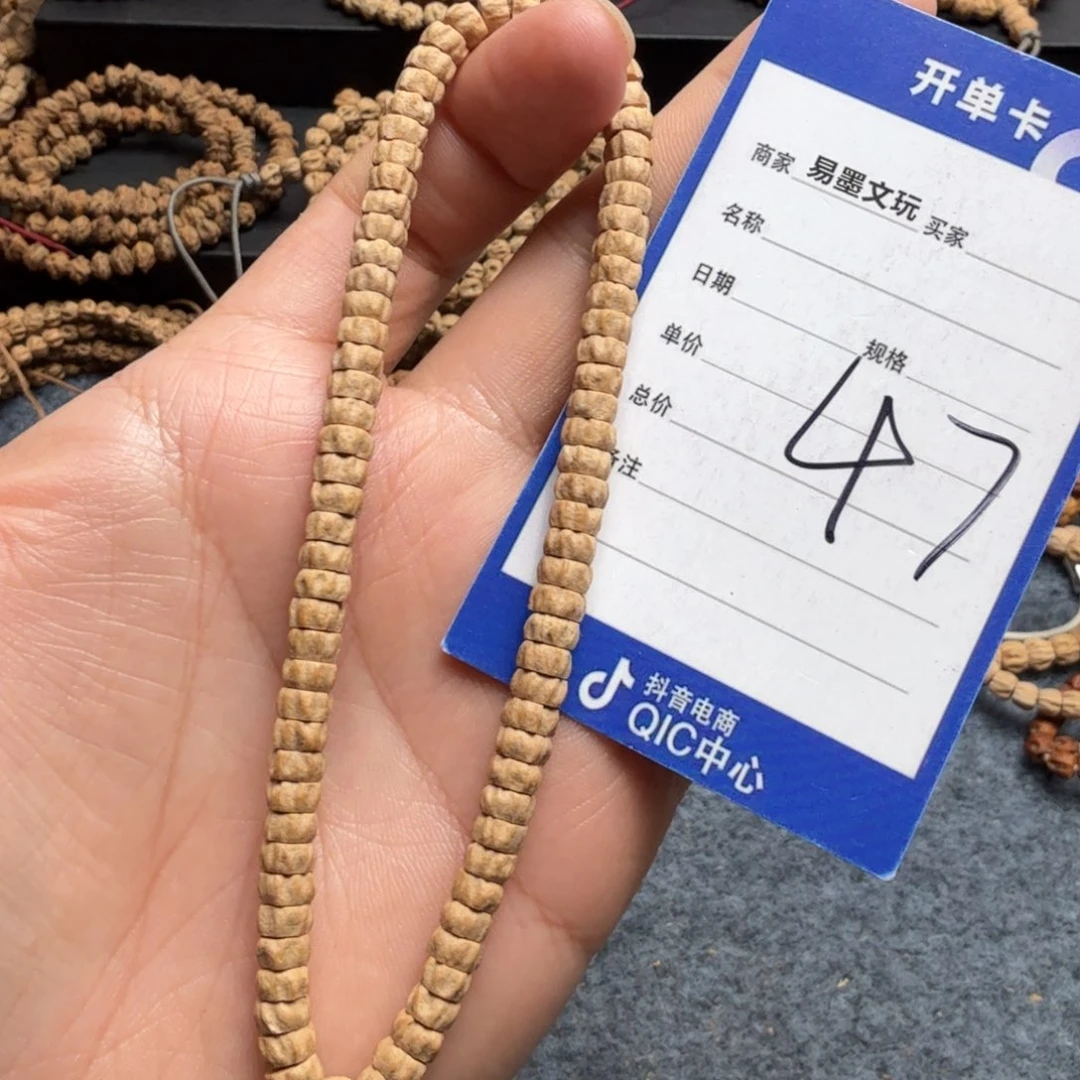 开单卡
商家 易墨文玩 买家
名称
日期
单价 规格
总价
注
47
抖音电商
QIC中心